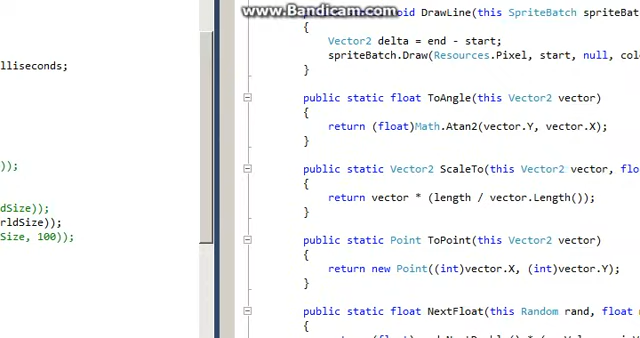 www.Bandicam.com
lliseconds;
));
dSize));
rldSize));
Size, 100));
void DrawLine(this SpriteBatch spriteBat
{
Vector2 delta = end - start;
spriteBatch.Draw(Resources.Pixel, start, null, col
}
public static float ToAngle(this Vector2 vector)
{
return (float)Math.Atan2(vector.Y, vector.X);
}
public static Vector2 ScaleTo(this Vector2 vector, flo
{
return vector * (length / vector.Length());
}
public static Point ToPoint(this Vector2 vector)
{
return new Point((int)vector.X, (int)vector.Y);
}
public static float NextFloat(this Random rand, float
{